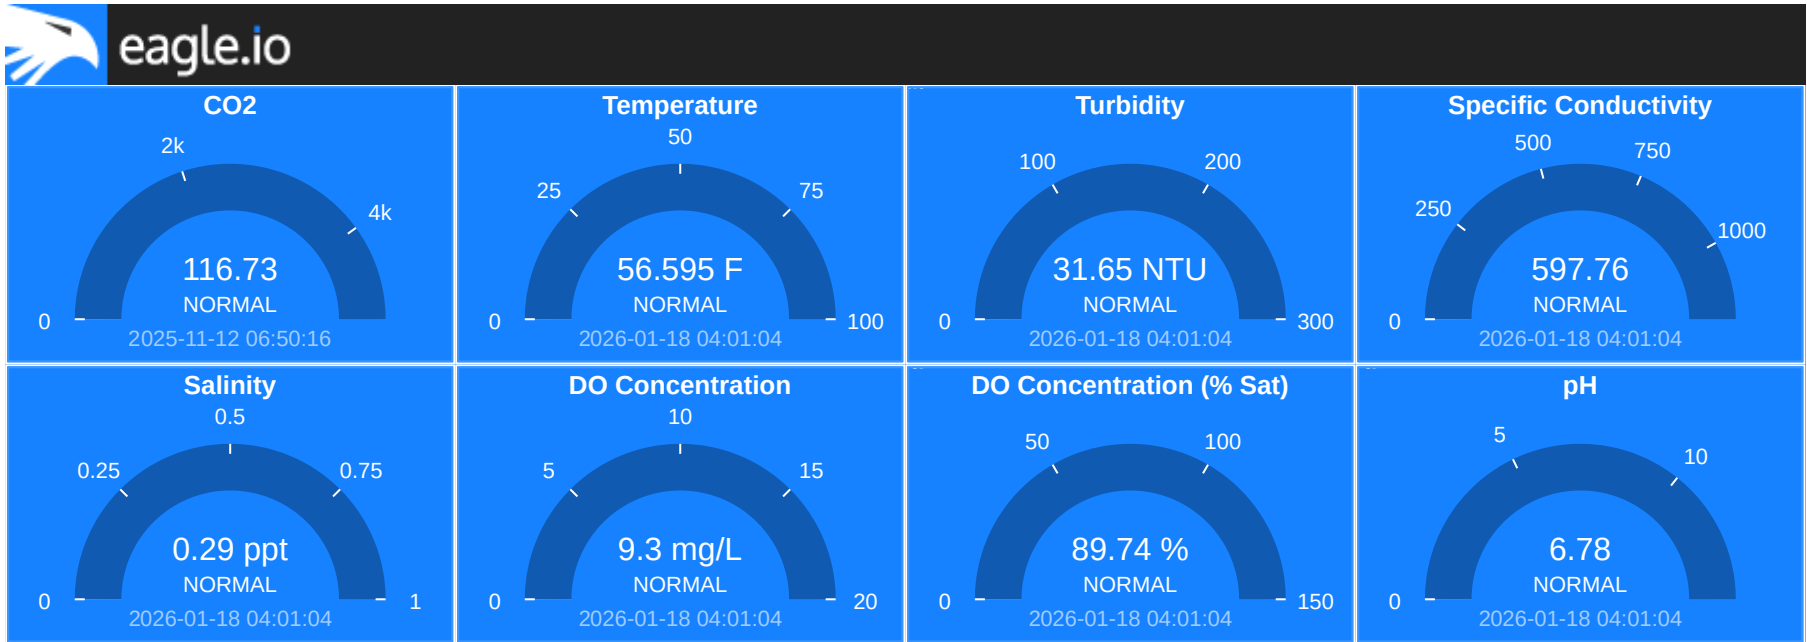 eagle.io
CO2
2k
4k
0
116.73
NORMAL
2025-11-12 06:50:16
Temperature
50
25
75
0
100
56.595 F
NORMAL
2026-01-18 04:01:04
Turbidity
100
200
0
300
31.65 NTU
NORMAL
2026-01-18 04:01:04
Specific Conductivity
500
750
250
1000
0
597.76
NORMAL
2026-01-18 04:01:04
Salinity
0.5
0.25
0.75
0
1
0.29 ppt
NORMAL
2026-01-18 04:01:04
DO Concentration
10
5
15
0
20
9.3 mg/L
NORMAL
2026-01-18 04:01:04
DO Concentration (% Sat)
50
100
0
150
89.74 %
NORMAL
2026-01-18 04:01:04
pH
5
10
0
6.78
NORMAL
2026-01-18 04:01:04